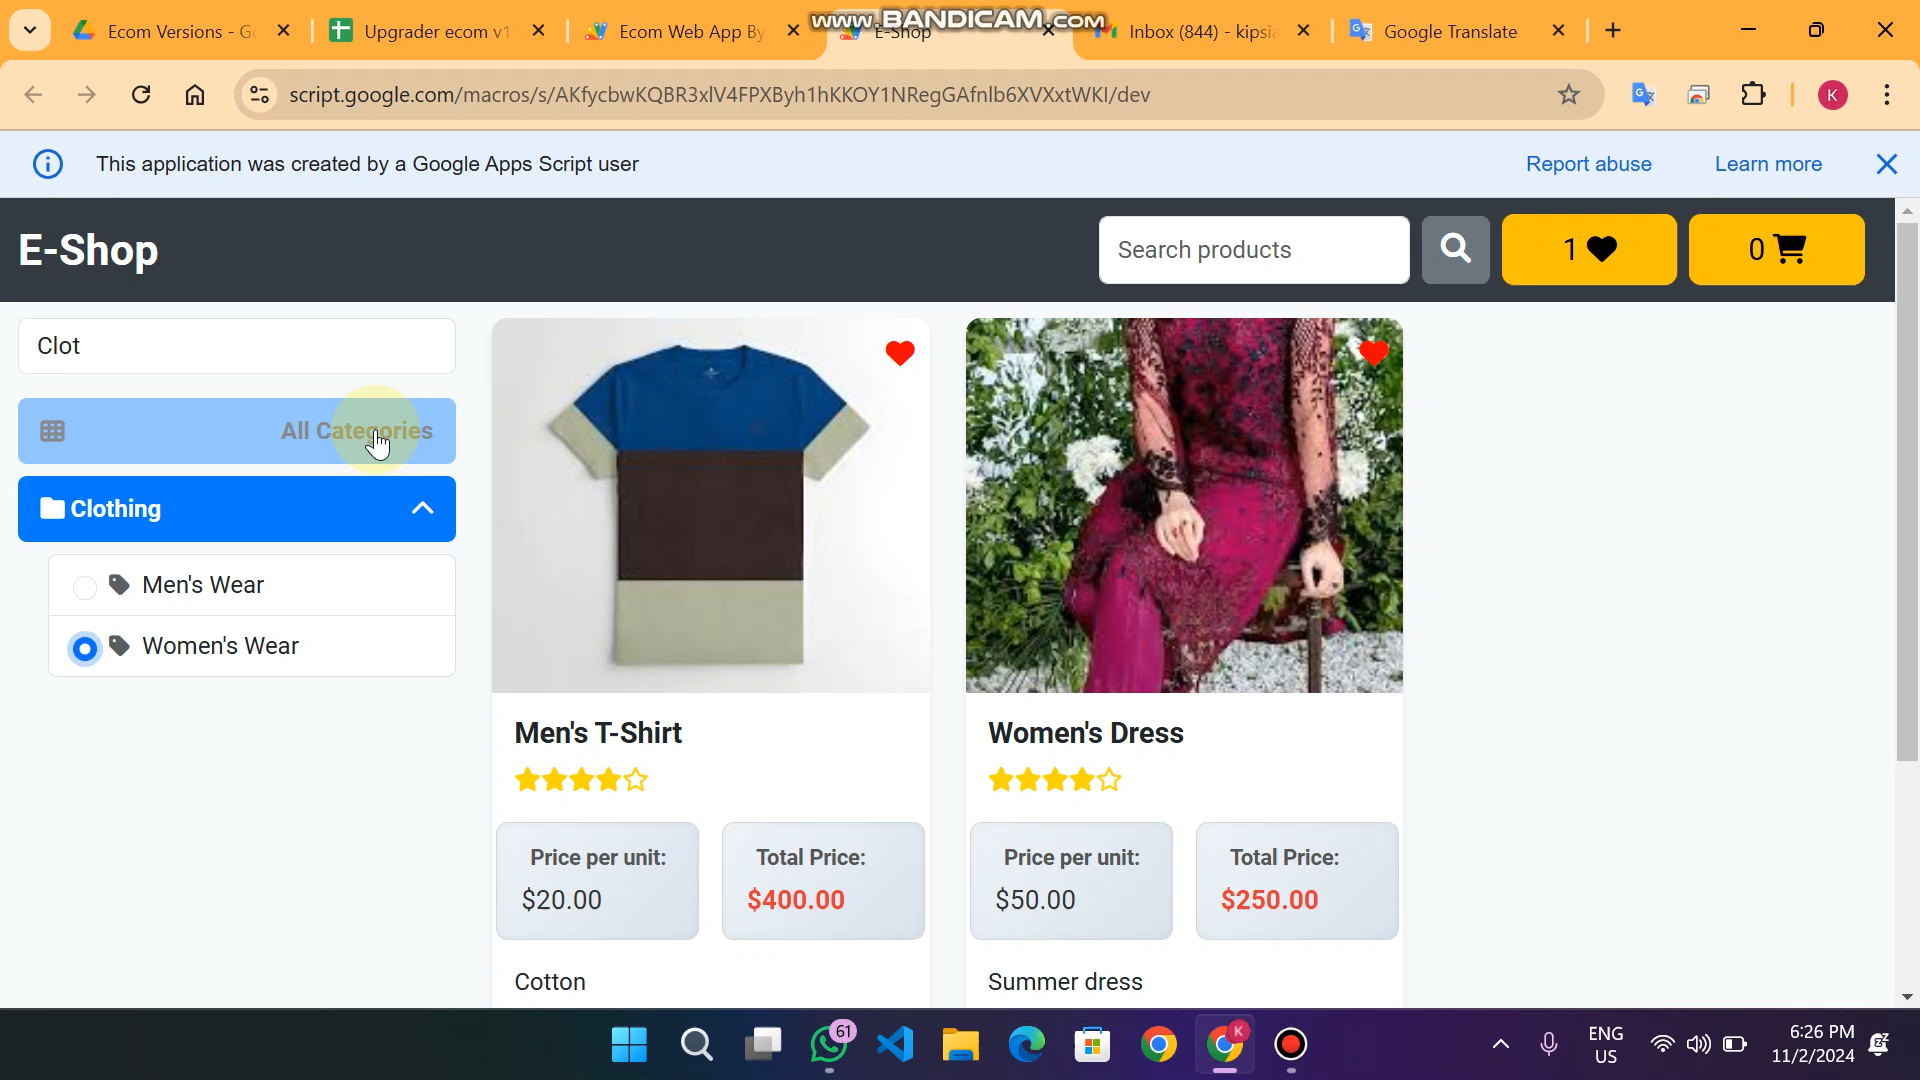 www.BANDICAM.com
Ecom Versions - G
Upgrader ecom v1
Ecom Web App By
E-Shop
Inbox (844) - kipsia
Google Translate
script.google.com/macros/s/AKfycbwKQBR3xlV4FPXByh1hKKOY1NRegGAfnlb6XVXxtWKI/dev
K
This application was created by a Google Apps Script user
Report abuse
Learn more
E-Shop
Search products
1
0
Clot
All Categories
Clothing
Men's Wear
Women's Wear
Men's T-Shirt
Price per unit:
$20.00
Total Price:
$400.00
Cotton
Women's Dress
Price per unit:
$50.00
Total Price:
$250.00
Summer dress
61
K
ENG
US
6:26 PM
11/2/2024